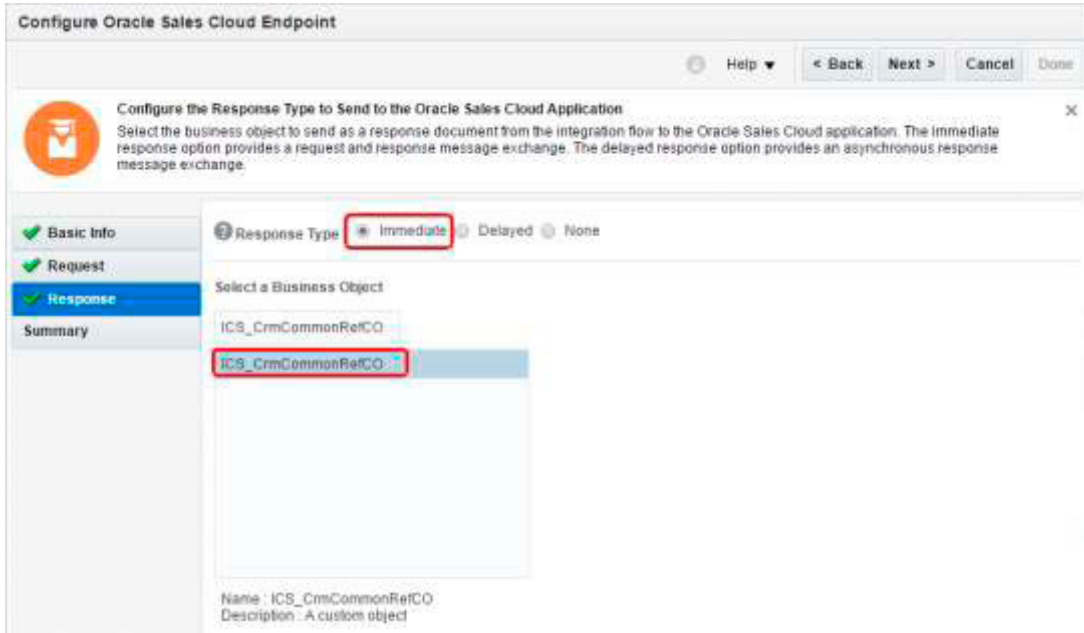 Configure Oracle Sales Cloud Endpoint
Help < Back Next > Cancel Done
Configure the Response Type to Send to the Oracle Sales Cloud Application
Select the business object to send as a response document from the integration flow to the Oracle Sales Cloud application. The immediate
response option provides a request and response message exchange. The delayed response option provides an asynchronous response
message exchange.
Basic Info
Request
Response
Summary
Response Type Immediate Delayed None
Select a Business Object
ICS_CrmCommonRefCO
ICS_CrmCommonRefCO
Name : ICS_CrmCommonRefCO
Description : A custom object